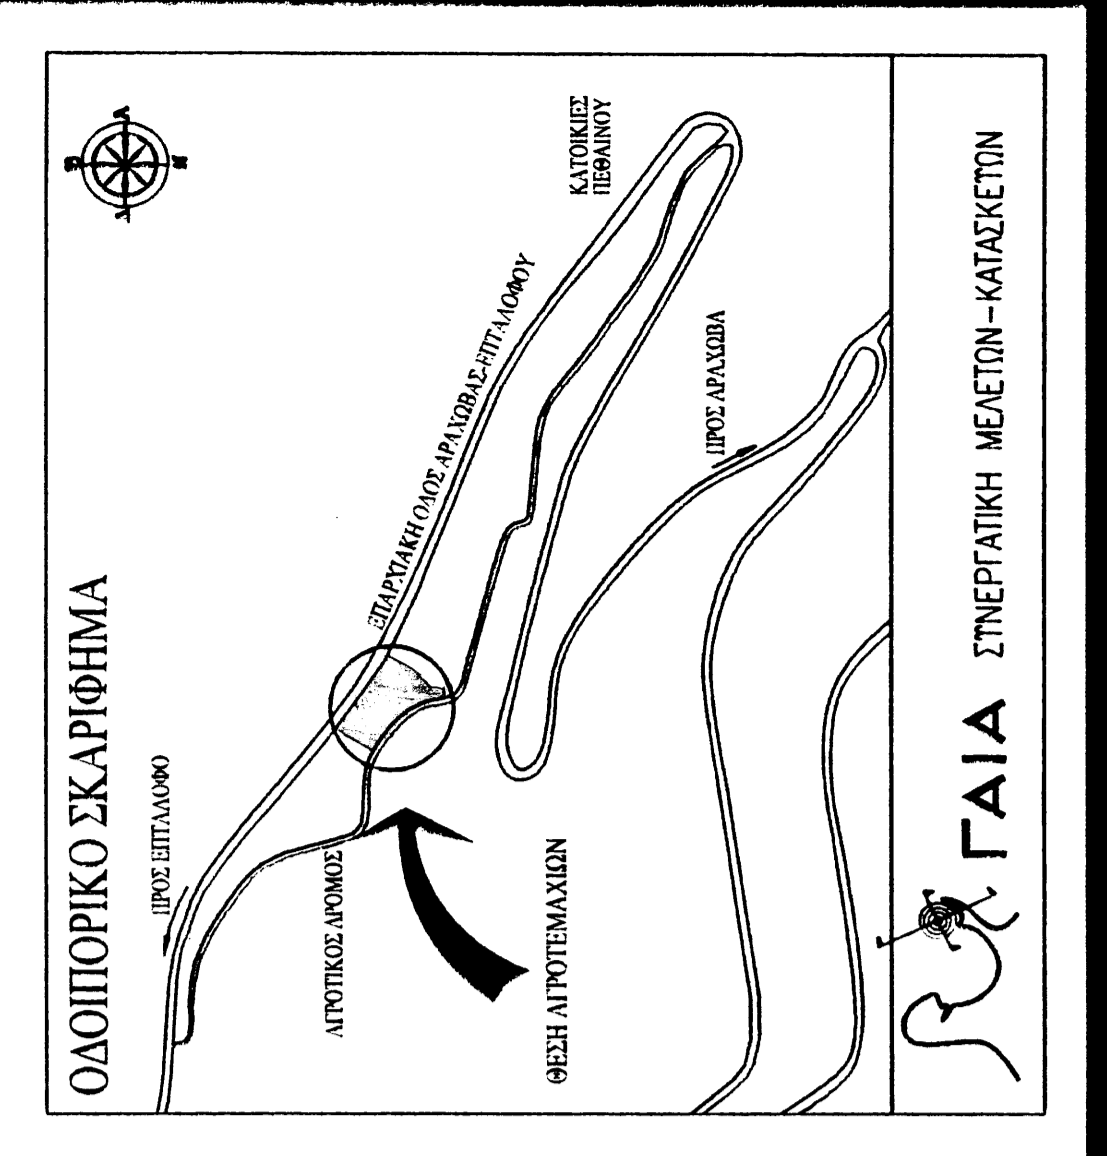 ΟΔΟΙΠΟΡΙΚΟ ΣΚΑΡΙΦΗΜΑ
ΠΡΟΣ ΕΠΤΑΛΟΦΟ
ΕΠΑΡΧΙΑΚΗ ΟΔΟΣ ΑΡΑΧΩΒΑΣ-ΕΠΤΑΛΟΦΟΥ
ΚΑΤΟΙΚΙΕΣ
ΠΕΘΑΙΝΟΥ
ΑΓΡΟΤΙΚΟΣ ΔΡΟΜΟΣ
ΠΡΟΣ ΑΡΑΧΩΒΑ
ΘΕΣΗ ΑΓΡΟΤΕΜΑΧΙΩΝ
ΓΑΙΑ ΣΥΝΕΡΓΑΤΙΚΗ ΜΕΛΕΤΩΝ-ΚΑΤΑΣΚΕΥΩΝ